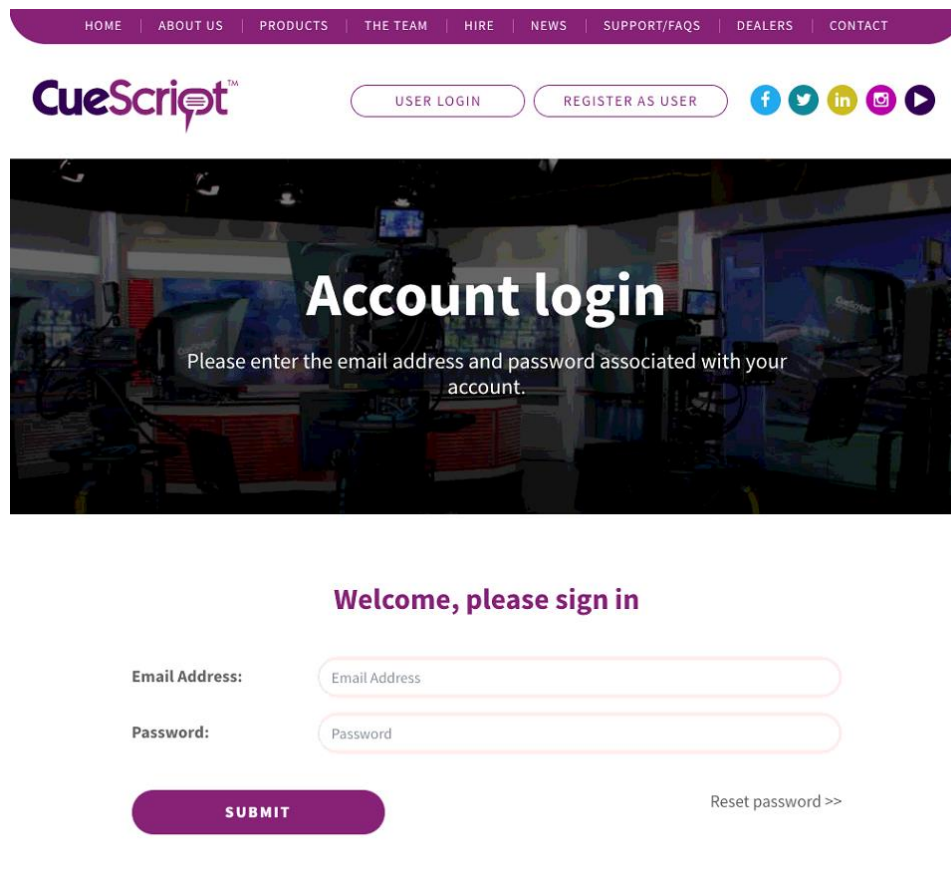 HOME | ABOUT US | PRODUCTS | THE TEAM | HIRE | NEWS | SUPPORT/FAQS | DEALERS | CONTACT
CueScript™
USER LOGIN
REGISTER AS USER
Account login
Please enter the email address and password associated with your
account.
Welcome, please sign in
Email Address:
Email Address
Password:
Password
SUBMIT
Reset password >>